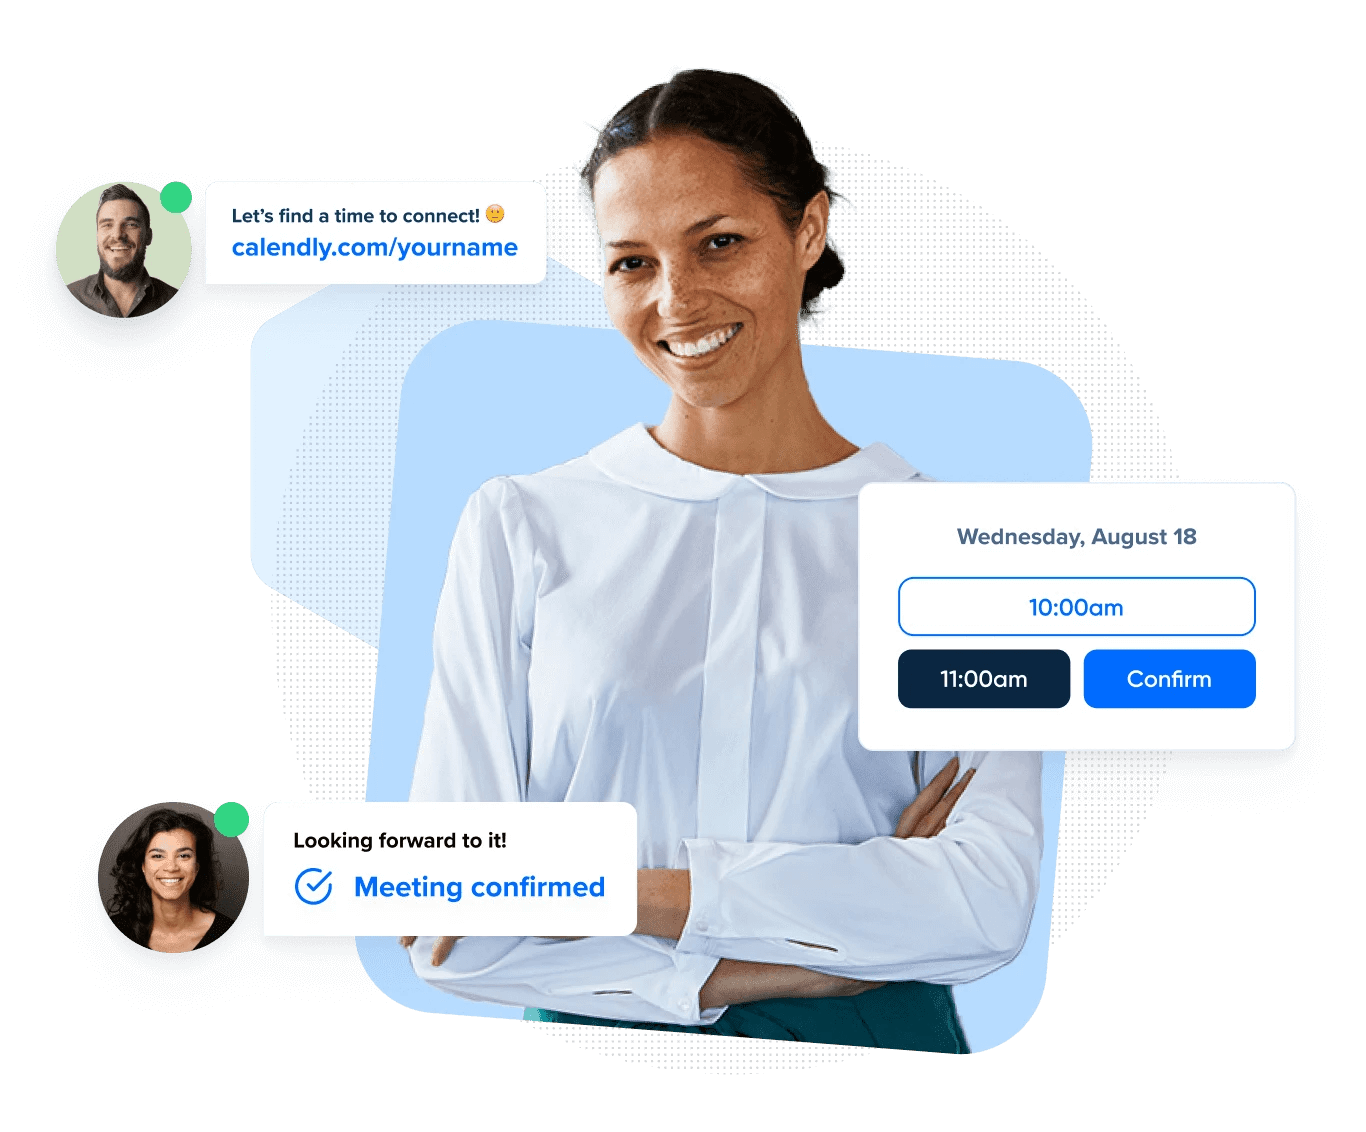 Let's find a time to connect! 🙂
calendly.com/yourname
Wednesday, August 18
10:00am
11:00am
Confirm
Looking forward to it!
Meeting confirmed